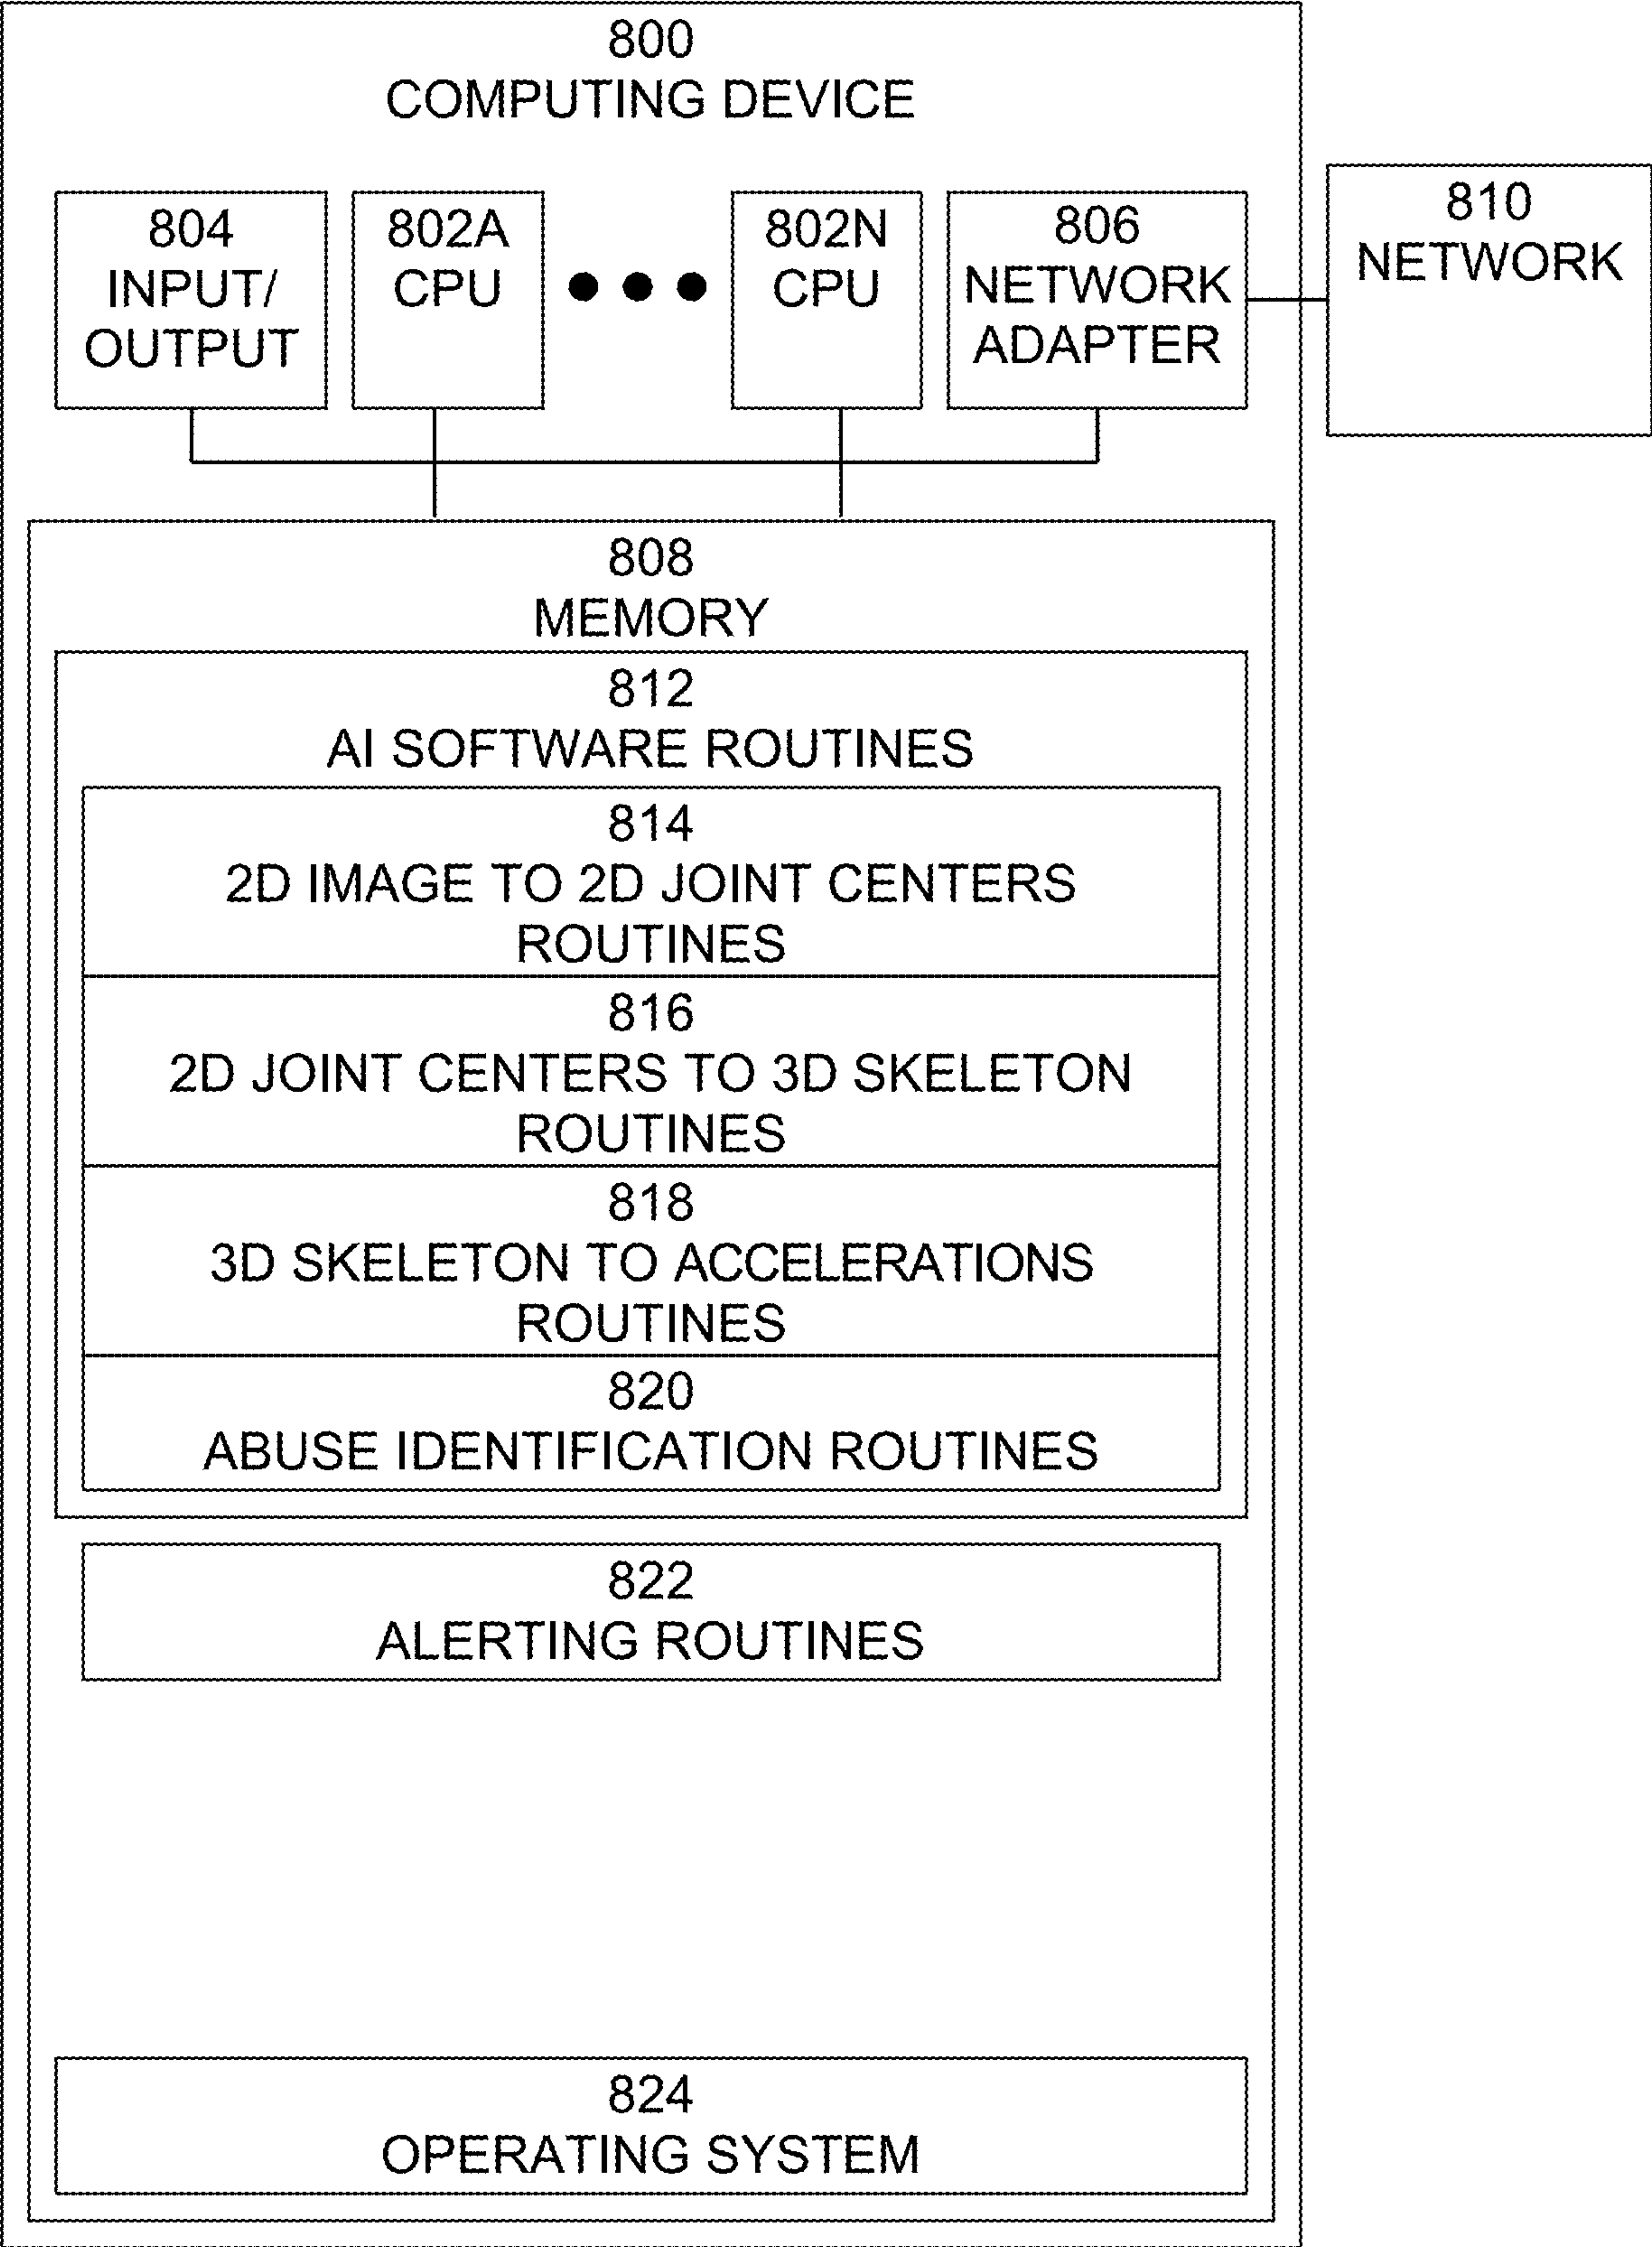 800
COMPUTING DEVICE
804
INPUT/
OUTPUT
802A
CPU
802N
CPU
806
NETWORK
ADAPTER
810
NETWORK
808
MEMORY
812
AI SOFTWARE ROUTINES
814
2D IMAGE TO 2D JOINT CENTERS
ROUTINES
816
2D JOINT CENTERS TO 3D SKELETON
ROUTINES
818
3D SKELETON TO ACCELERATIONS
ROUTINES
820
ABUSE IDENTIFICATION ROUTINES
822
ALERTING ROUTINES
824
OPERATING SYSTEM